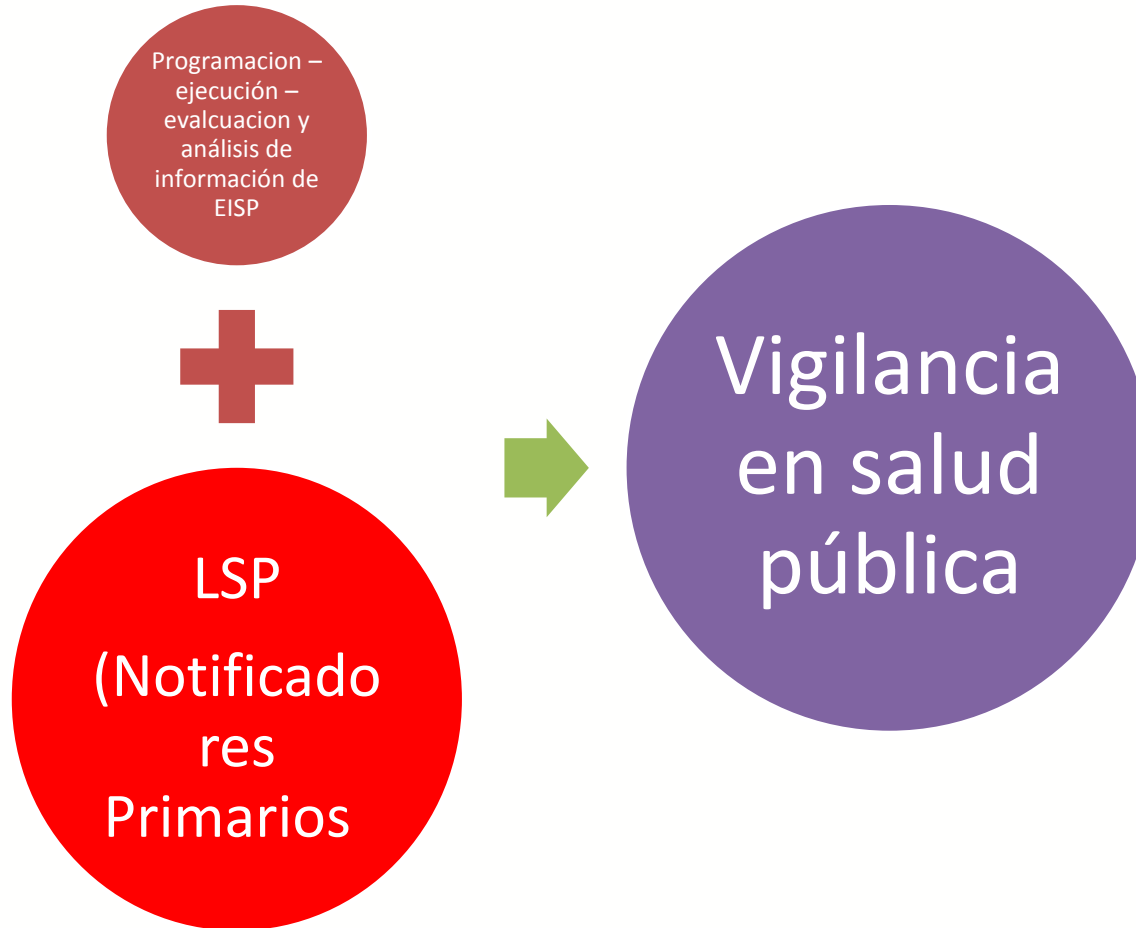 Programacion –
ejecución –
evalcuacion y
análisis de
información de
EISP
LSP
(Notificado
res
Primarios
Vigilancia
en salud
pública